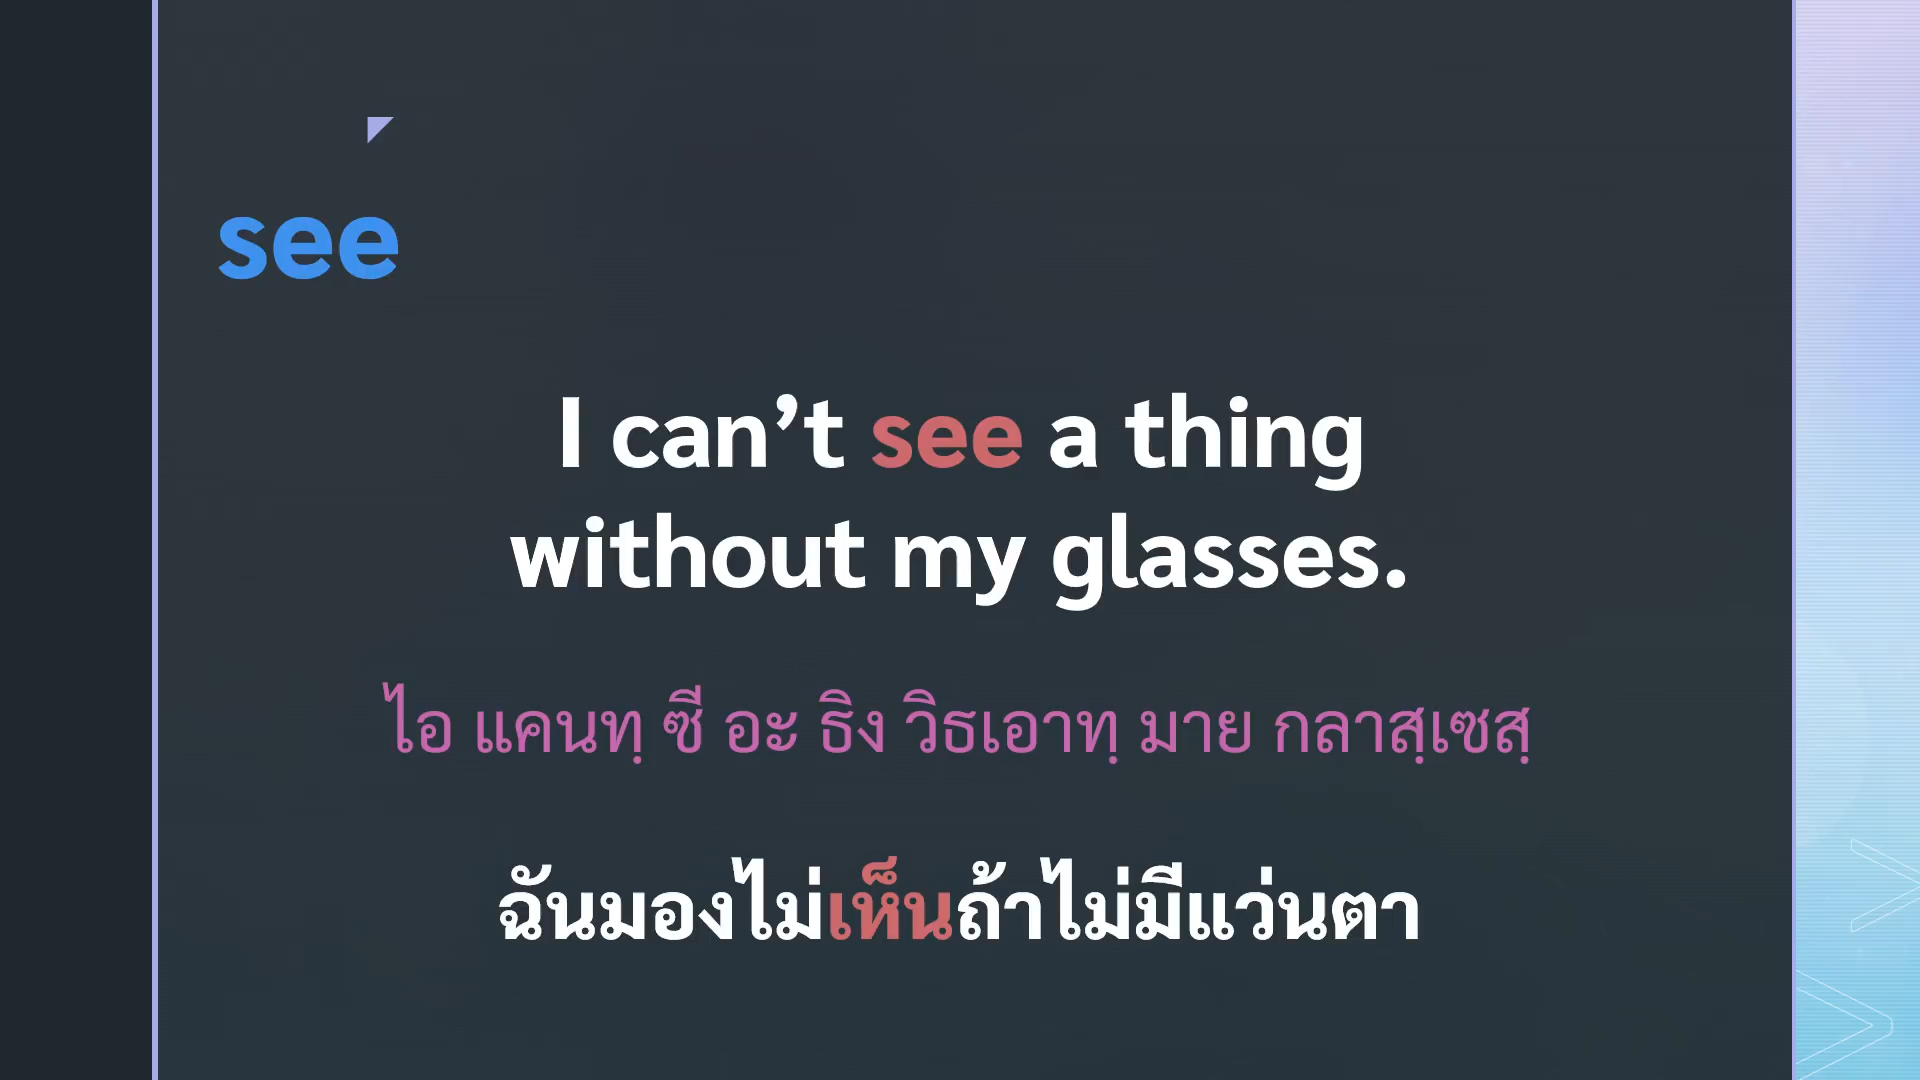 see
I can’t see a thing
without my glasses.
ไอ แคนทฺ ซี อะ ธิง วิธเอาทฺ มาย กลาสฺเซสฺ
ฉันมองไม่เห็นถ้าไม่มีแว่นตา